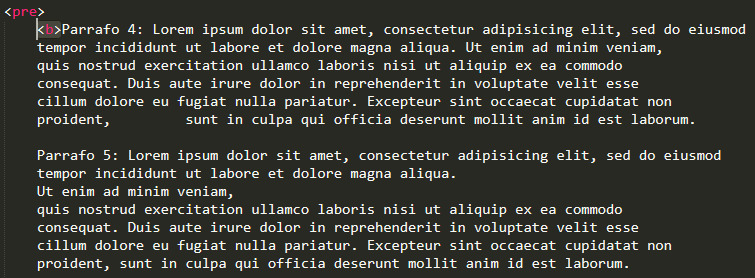 <pre>
<b>Parrafo 4: Lorem ipsum dolor sit amet, consectetur adipisicing elit, sed do eiusmod
tempor incididunt ut labore et dolore magna aliqua. Ut enim ad minim veniam,
quis nostrud exercitation ullamco laboris nisi ut aliquip ex ea commodo
consequat. Duis aute irure dolor in reprehenderit in voluptate velit esse
cillum dolore eu fugiat nulla pariatur. Excepteur sint occaecat cupidatat non
proident,         sunt in culpa qui officia deserunt mollit anim id est laborum.
Parrafo 5: Lorem ipsum dolor sit amet, consectetur adipisicing elit, sed do eiusmod
tempor incididunt ut labore et dolore magna aliqua.
Ut enim ad minim veniam,
quis nostrud exercitation ullamco laboris nisi ut aliquip ex ea commodo
consequat. Duis aute irure dolor in reprehenderit in voluptate velit esse
cillum dolore eu fugiat nulla pariatur. Excepteur sint occaecat cupidatat non
proident, sunt in culpa qui officia deserunt mollit anim id est laborum.